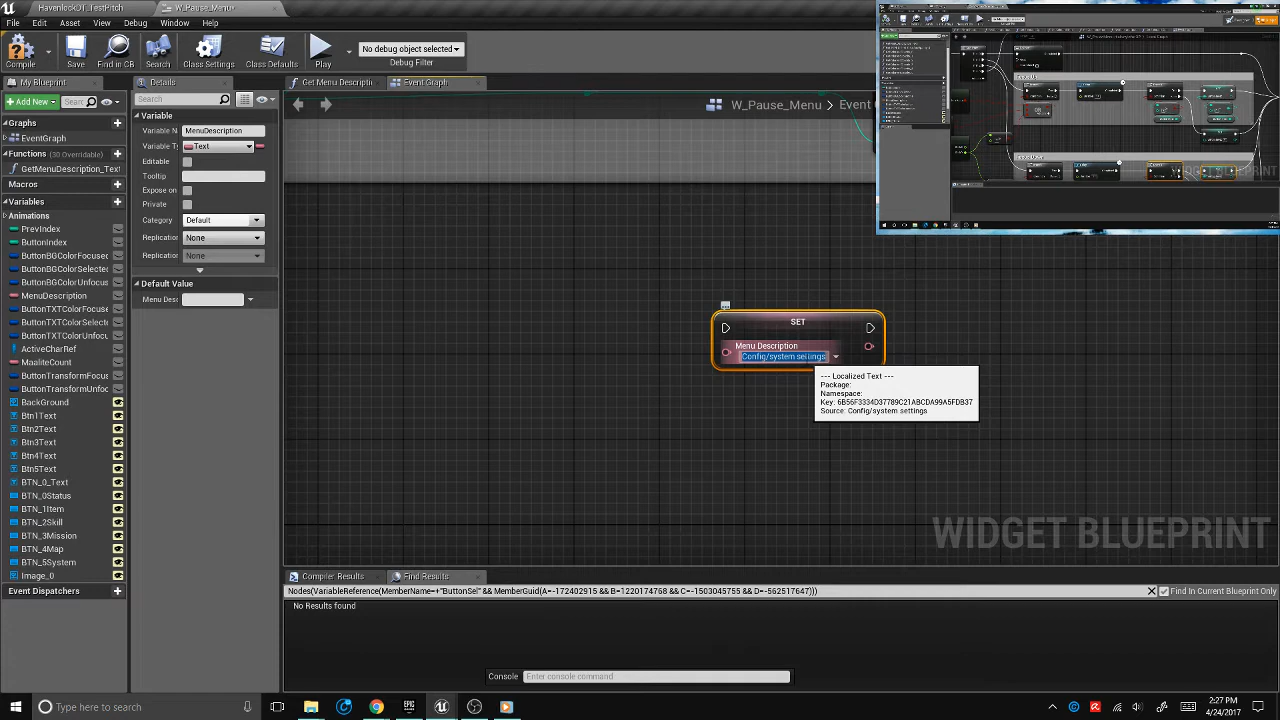 HavenlockDT_TestPitch
W_Pause_Menu*
File Edit Asset View Debug Window Help
Compile Save Find in CB Search Class Settings Class Defaults Play
No debug object selected
Debug Filter
My Blueprint
Details
Get Menu Descriptic
Event Graph
+ Add New
Search
Search
W_Pause_Menu > Event
Graphs
Variable
EventGraph
Variable N MenuDescription
Functions (30 Overridable)
Variable Ty Text
GetMenuDescription_Text
Editable
Macros
Tooltip
Variables
Expose on
Animations
Private
PrevIndex
Category Default
ButtonIndex
Replication None
ButtonBGColorFocusec
Replication None
ButtonBGColorSelecte
ButtonBGColorUnfocus
Default Value
MenuDescription
Menu Desc
ButtonTXTColorFocuse
ButtonTXTColorSelecte
ButtonTXTColorUnfocu
ActiveCharRef
MaaliteCount
ButtonTransformFocus
ButtonTransformUnfoc
BackGround
Btn1Text
Btn2Text
Btn3Text
Btn4Text
Btn5Text
BTN_0_Text
BTN_0Status
BTN_1Item
BTN_2Skill
BTN_3Mission
BTN_4Map
BTN_5System
Image_0
Event Dispatchers
SET
Menu Description
Config/system settings
--- Localized Text ---
Package:
Namespace:
Key: 6B56F3334D37789C21ABCDA99A5FDB37
Source: Config/system settings
WIDGET BLUEPRINT
Compiler Results
Find Results
Nodes(VariableReference(MemberName=+"ButtonSel" && MemberGuid(A=-172402915 && B=1220174768 && C=-1503045755 && D=-562517647)))
Find In Current Blueprint Only
No Results found
Console
Enter console command
Type here to search
2:27 PM
4/24/2017